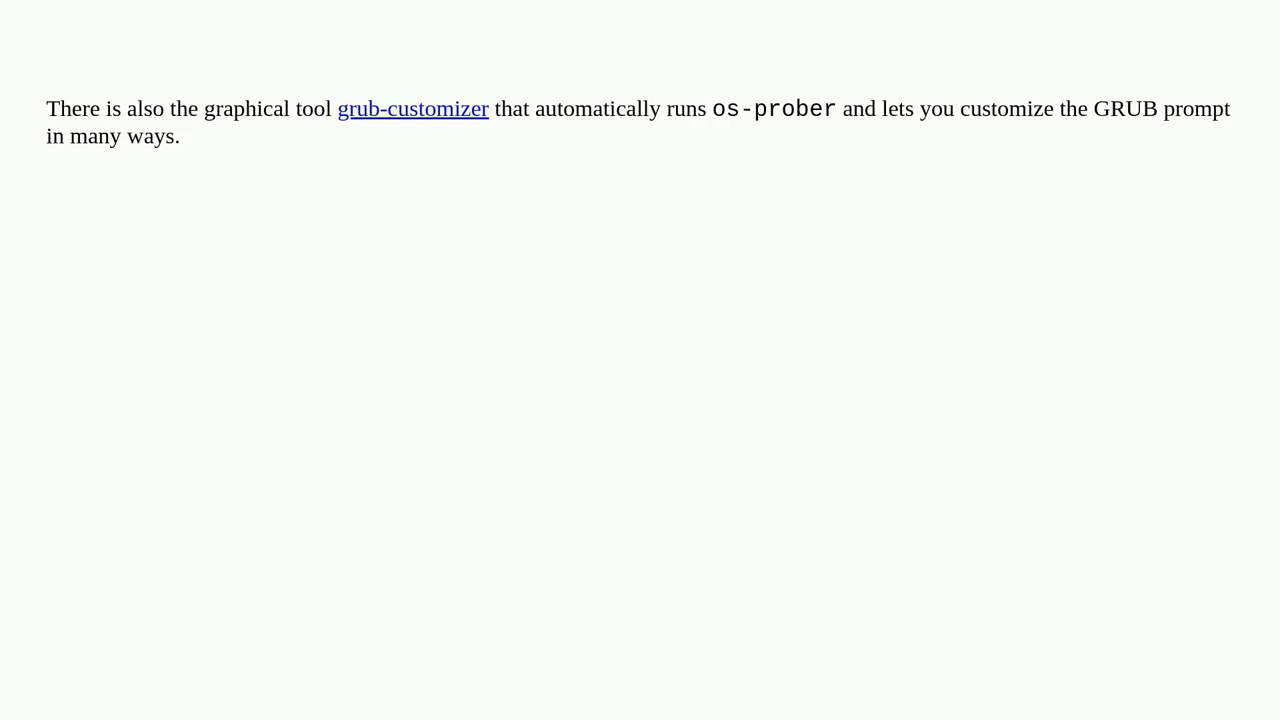 There is also the graphical tool grub-customizer that automatically runs os-prober and lets you customize the GRUB prompt
in many ways.